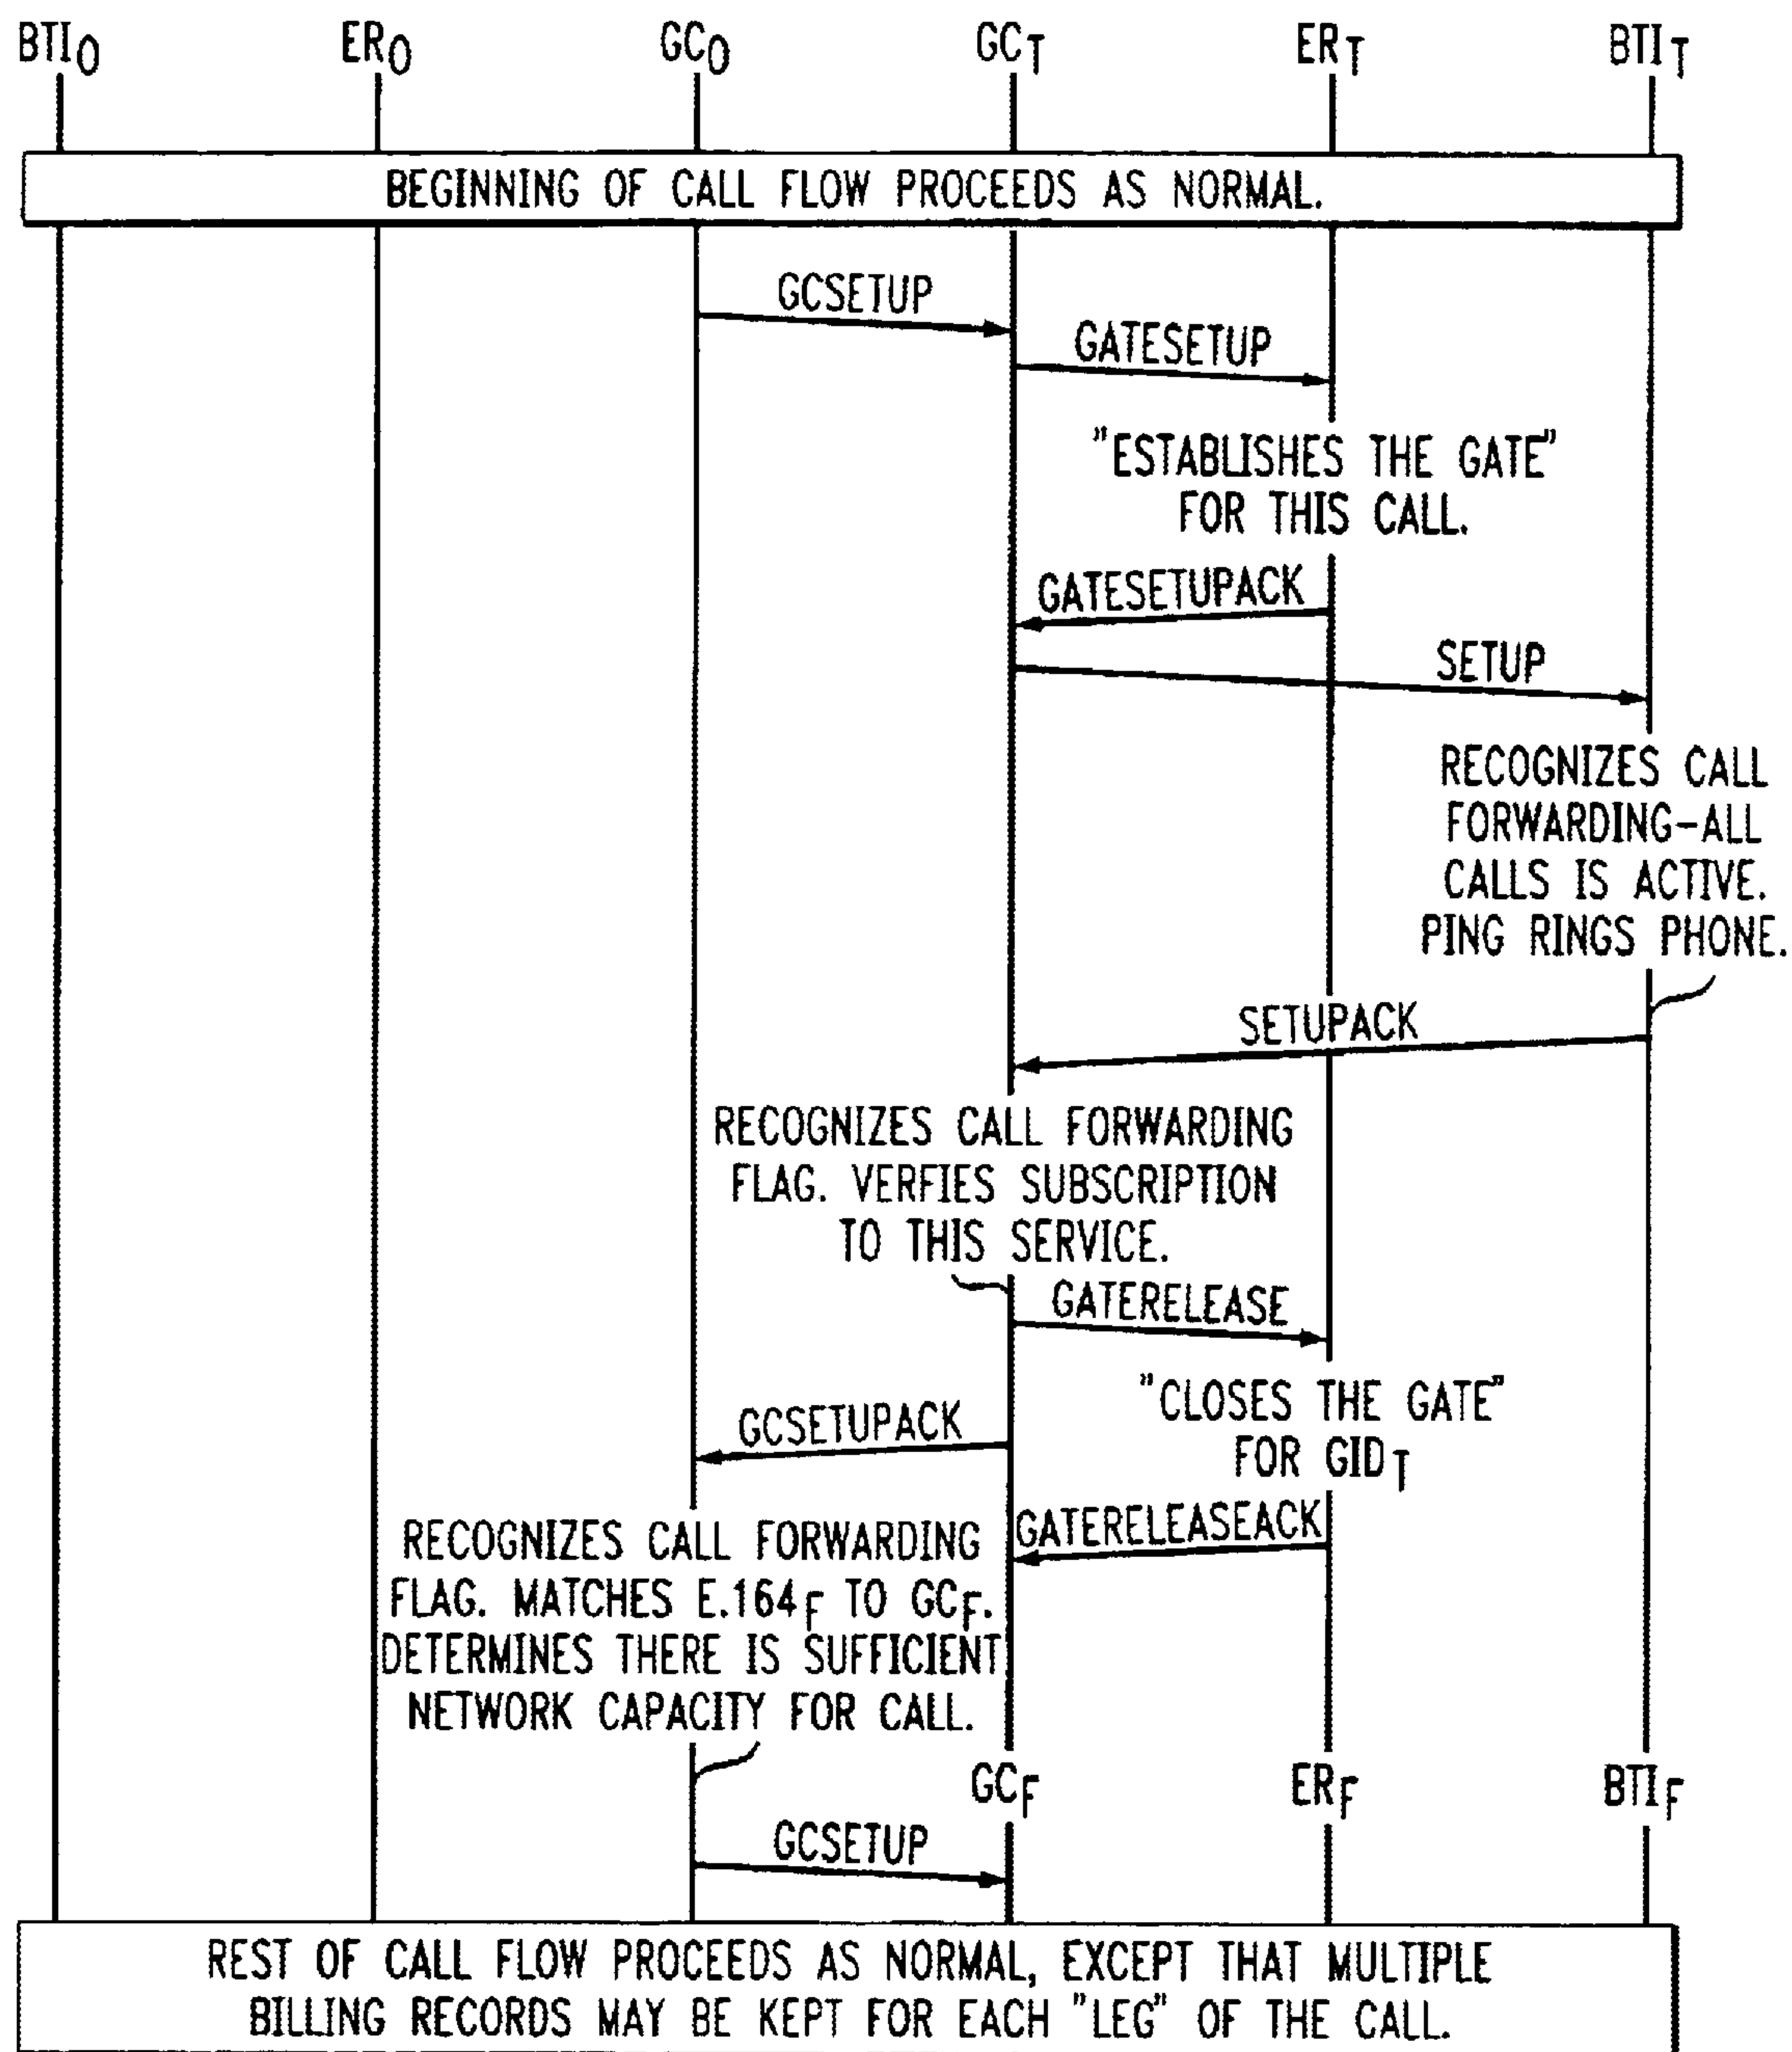 BTIO ERO GCO GCT ERT BTIT
BEGINNING OF CALL FLOW PROCEEDS AS NORMAL.
GCSETUP
GATESETUP
"ESTABLISHES THE GATE"
FOR THIS CALL.
GATESETUPACK
SETUP
RECOGNIZES CALL
FORWARDING-ALL
CALLS IS ACTIVE.
PING RINGS PHONE.
SETUPACK
RECOGNIZES CALL FORWARDING
FLAG. VERFIES SUBSCRIPTION
TO THIS SERVICE.
GATERELEASE
"CLOSES THE GATE"
FOR GIDT
GCSETUPACK
GATERELEASEACK
RECOGNIZES CALL FORWARDING
FLAG. MATCHES E.164F TO GCF.
DETERMINES THERE IS SUFFICIENT
NETWORK CAPACITY FOR CALL.
GCF ERF BTIF
GCSETUP
REST OF CALL FLOW PROCEEDS AS NORMAL, EXCEPT THAT MULTIPLE
BILLING RECORDS MAY BE KEPT FOR EACH "LEG" OF THE CALL.